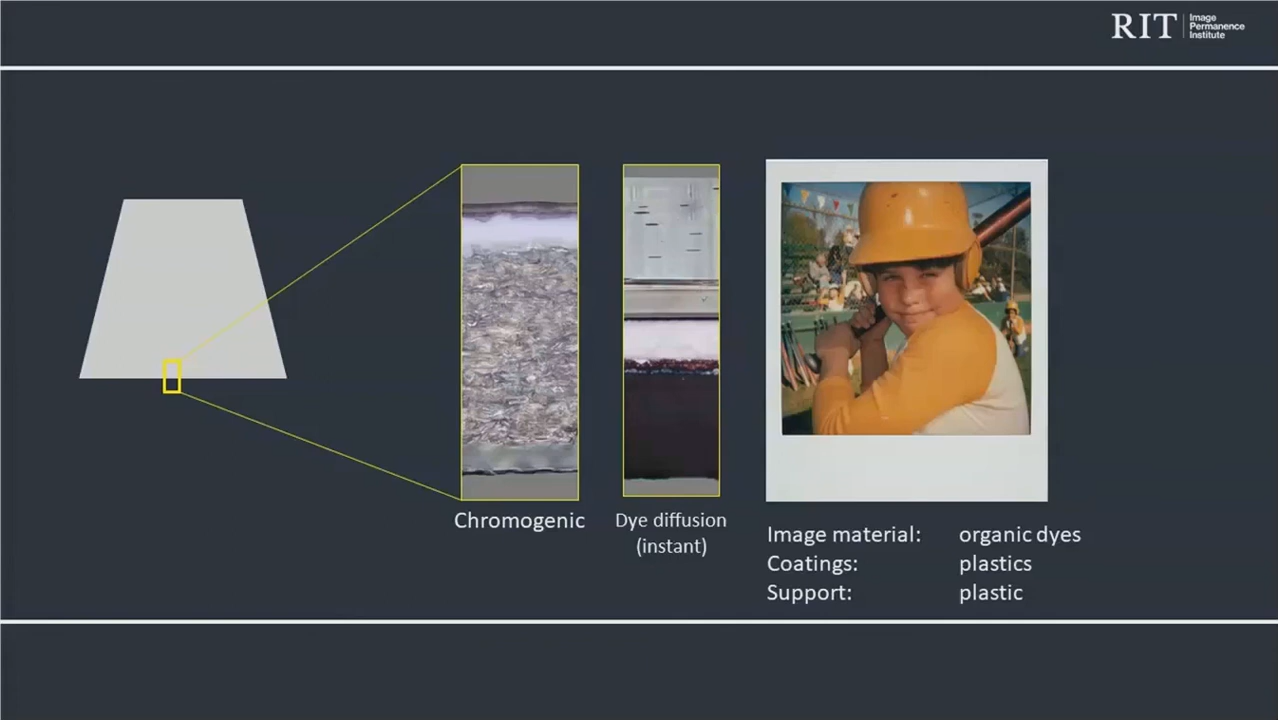 RIT
Image
Permanence
Institute
Chromogenic
Dye diffusion
(instant)
Image material: organic dyes
Coatings: plastics
Support: plastic